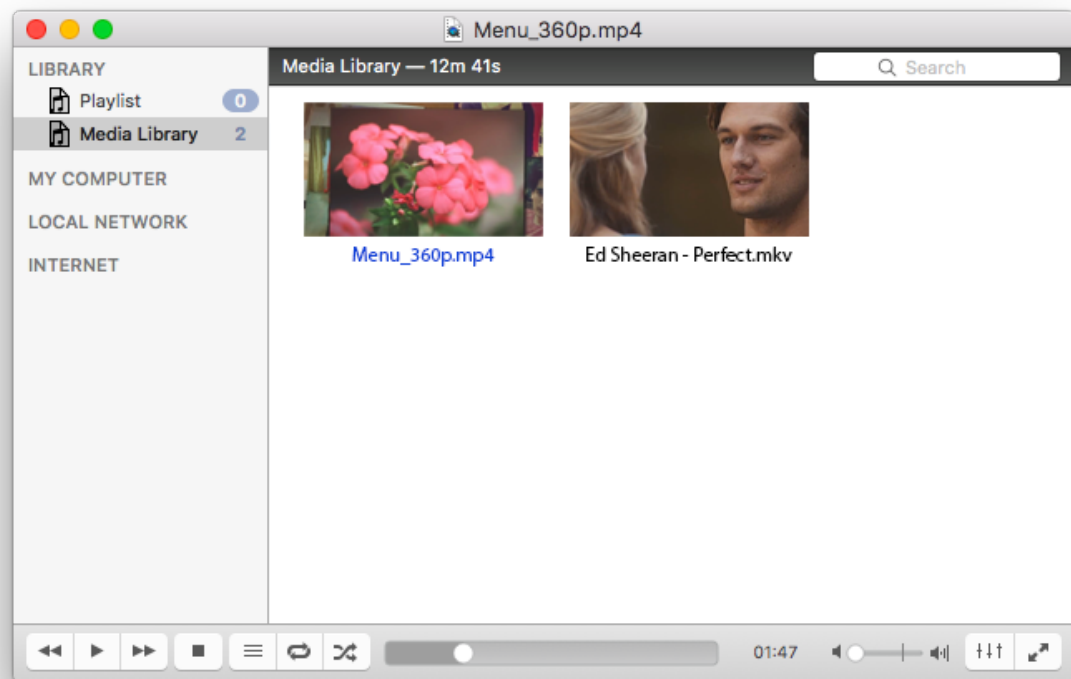 Menu_360p.mp4
LIBRARY
Media Library — 12m 41s
Search
Playlist
0
Media Library
2
MY COMPUTER
LOCAL NETWORK
INTERNET
Menu_360p.mp4
Ed Sheeran - Perfect.mkv
01:47